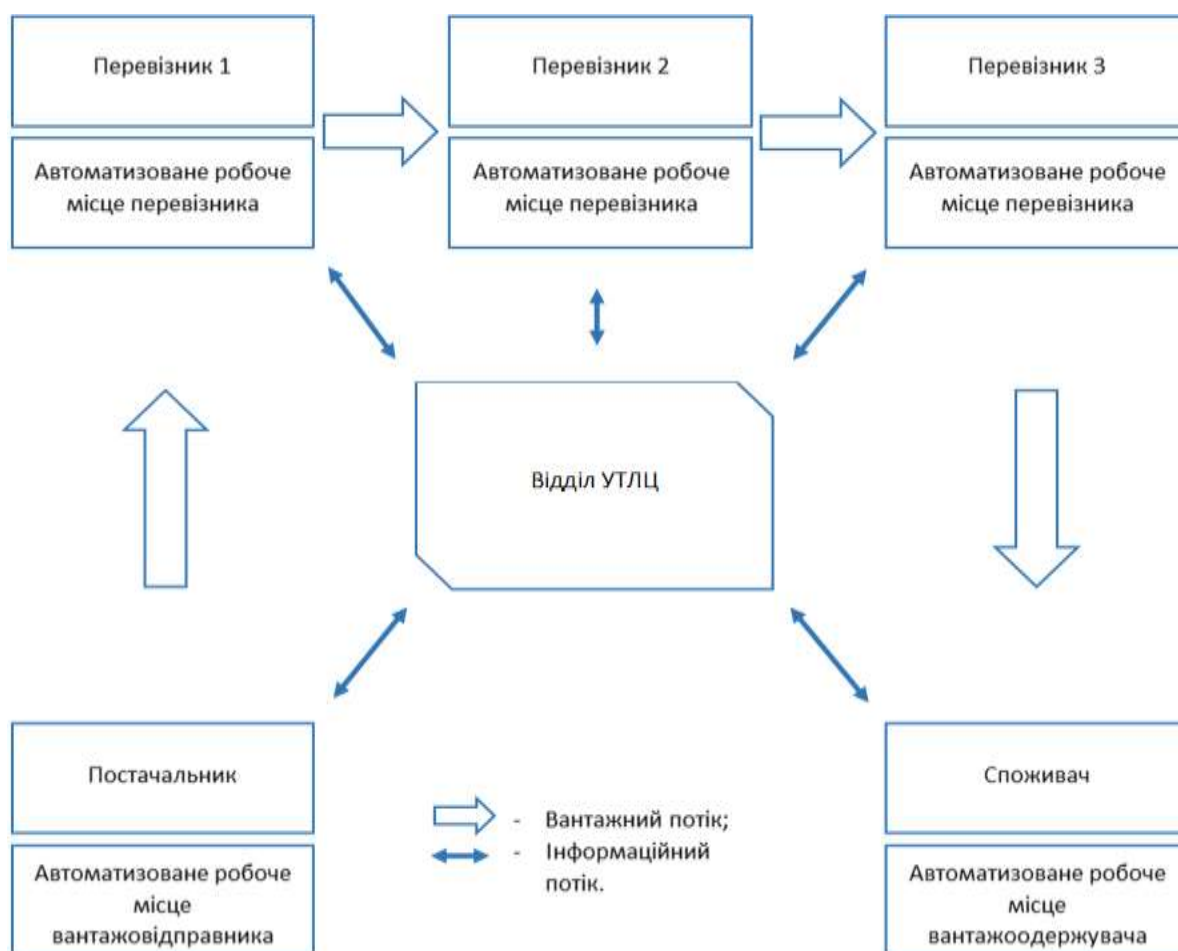 Перевізник 1
Перевізник 2
Перевізник 3
Автоматизоване робоче
місце перевізника
Автоматизоване робоче
місце перевізника
Автоматизоване робоче
місце перевізника
Відділ УТЛЦ
Постачальник
Споживач
- Вантажний потік;
- Інформаційний
потік.
Автоматизоване робоче
місце
вантажовідправника
Автоматизоване робоче
місце
вантажоодержувача